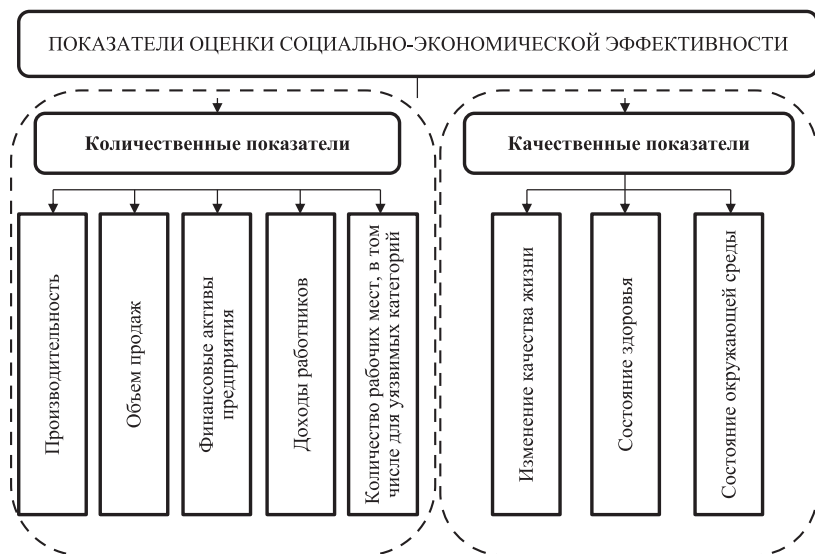 ПОКАЗАТЕЛИ ОЦЕНКИ СОЦИАЛЬНО-ЭКОНОМИЧЕСКОЙ ЭФФЕКТИВНОСТИ
Количественные показатели
Качественные показатели
Производительность
Объем продаж
Финансовые активы
предприятия
Доходы работников
Количество рабочих мест, в том
числе для уязвимых категорий
Изменение качества жизни
Состояние здоровья
Состояние окружающей среды